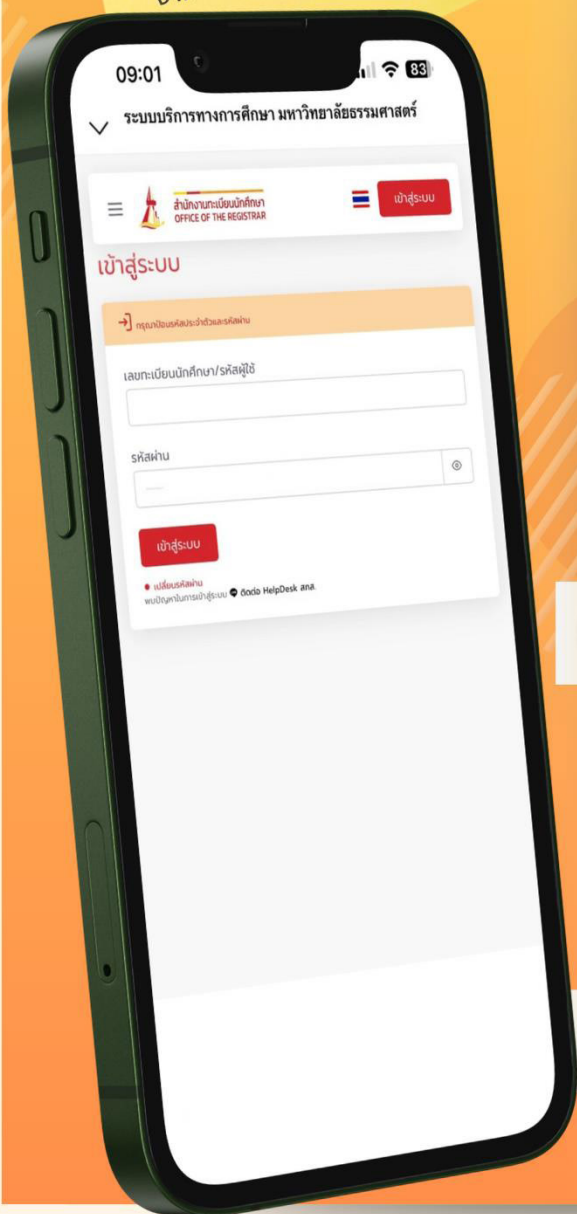 09:01
83
ระบบบริการทางการศึกษา มหาวิทยาลัยธรรมศาสตร์
สำนักงานทะเบียนนักศึกษา
OFFICE OF THE REGISTRAR
เข้าสู่ระบบ
เข้าสู่ระบบ
กรุณาป้อนรหัสประจำตัวและรหัสผ่าน
เลขทะเบียนนักศึกษา/รหัสผู้ใช้
รหัสผ่าน
เข้าสู่ระบบ
เปลี่ยนรหัสผ่าน
พบปัญหาในการเข้าสู่ระบบ ติดต่อ HelpDesk สทส.